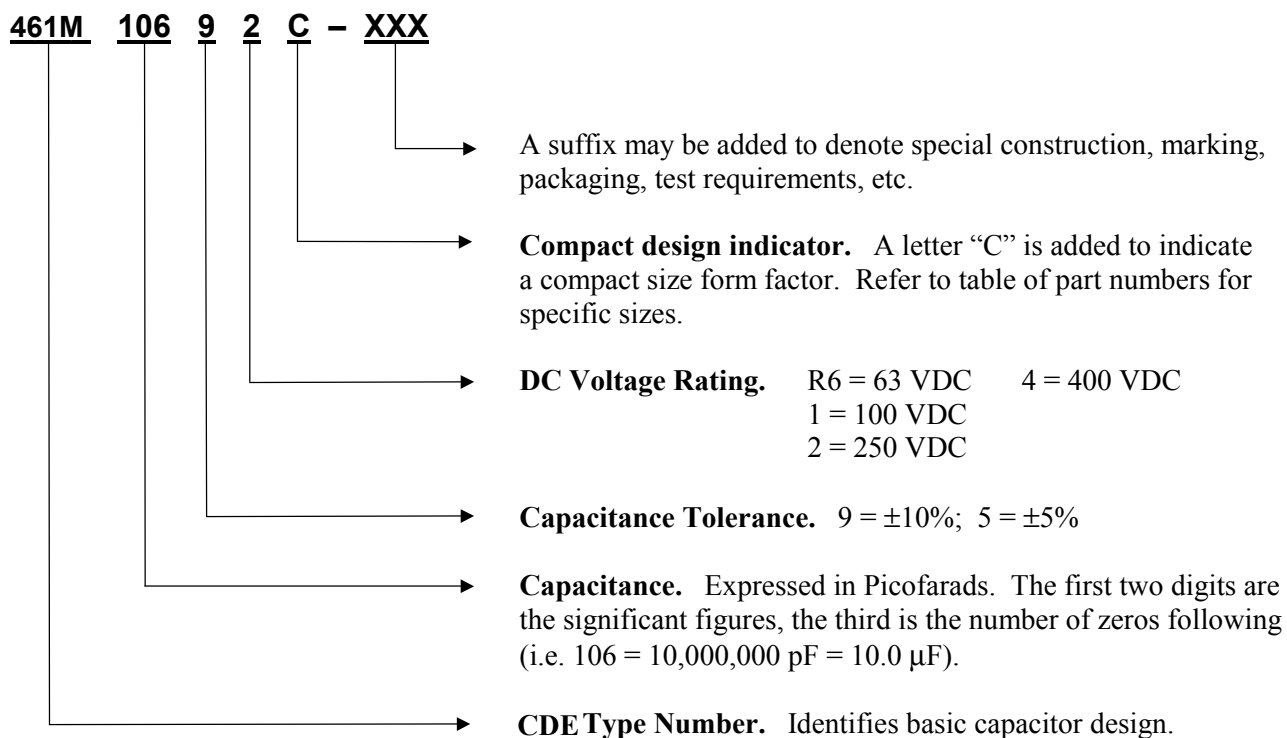 461M 106 9 2 C – XXX
A suffix may be added to denote special construction, marking,
packaging, test requirements, etc.
Compact design indicator. A letter “C” is added to indicate
a compact size form factor. Refer to table of part numbers for
specific sizes.
DC Voltage Rating. R6 = 63 VDC 4 = 400 VDC
1 = 100 VDC
2 = 250 VDC
Capacitance Tolerance. 9 = ±10%; 5 = ±5%
Capacitance. Expressed in Picofarads. The first two digits are
the significant figures, the third is the number of zeros following
(i.e. 106 = 10,000,000 pF = 10.0 µF).
CDE Type Number. Identifies basic capacitor design.